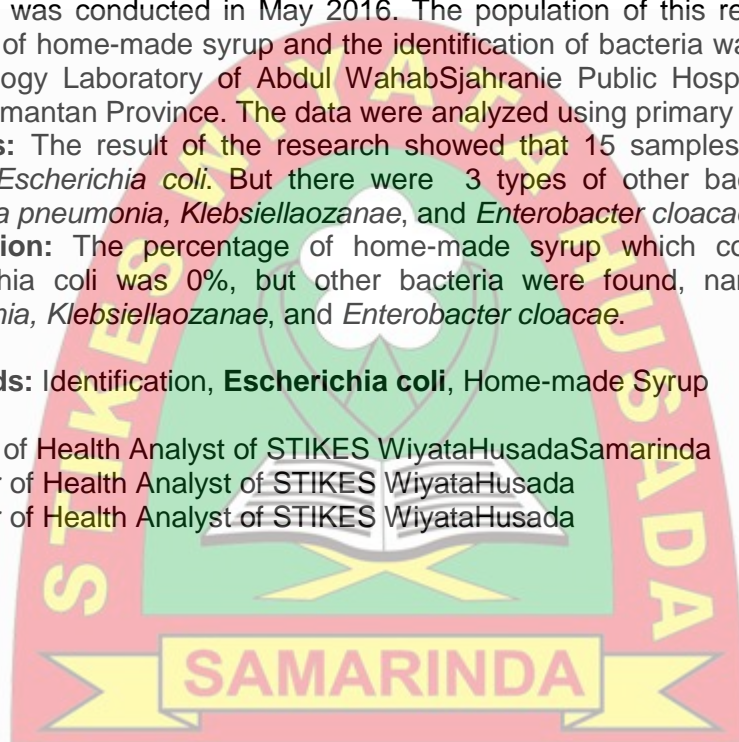 was conducted in May 2016. The population of this re
of home-made syrup and the identification of bacteria wa
ogy Laboratory of Abdul WahabSjahranie Public Hosp
mantan Province. The data were analyzed using primary
s: The result of the research showed that 15 samples
Escherichia coli. But there were 3 types of other bac
a pneumonia, Klebsiellaozanae, and Enterobacter cloacae
ion: The percentage of home-made syrup which co
hia coli was 0%, but other bacteria were found, nar
nia, Klebsiellaozanae, and Enterobacter cloacae.
ds: Identification, Escherichia coli, Home-made Syrup
of Health Analyst of STIKES WiyataHusadaSamarinda
r of Health Analyst of STIKES WiyataHusada
r of Health Analyst of STIKES WiyataHusada
STIKES WIYATA HUSADA
SAMARINDA